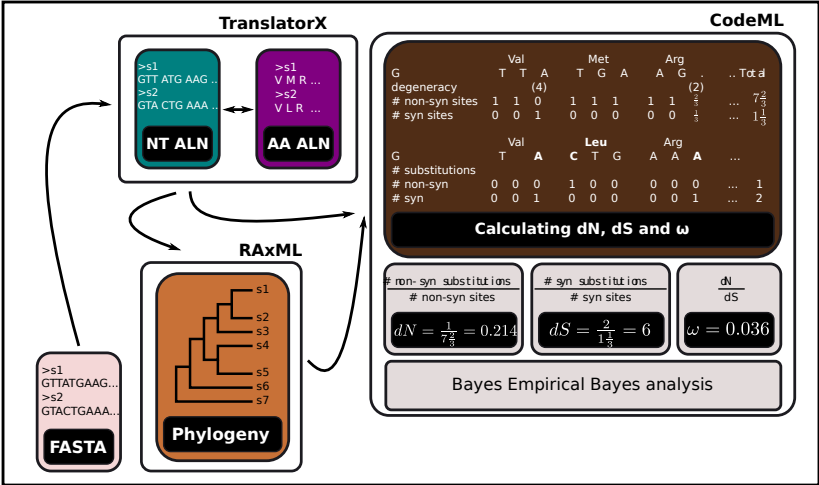 TranslatorX
>s1
GTT ATG AAG ..
>s2
GTA CTG AAA ...
NT ALN
>s1
V M R ...
>s2
V L R ...
AA ALN
RAxML
s1
s2
s3
s4
s5
s6
s7
Phylogeny
>s1
GTTATGAAG...
>s2
GTACTGAAA...
FASTA
CodeML
Val Met Arg
G T T A T G A A G . .. Total
degeneracy (4) (2)
# non-syn sites 1 1 0 1 1 1 1 1 2/3 ... 7 2/3
# syn sites 0 0 1 0 0 0 0 0 1/3 ... 1 1/3
Val Leu Arg
G T A C T G A A A ...
# substitutions
# non-syn 0 0 0 1 0 0 0 0 0 ... 1
# syn 0 0 1 0 0 0 0 0 1 ... 2
Calculating dN, dS and ω
# non-syn substitutions
# non-syn sites
dN = 1/7 2/3 = 0.214
# syn substitutions
# syn sites
dS = 2/1 1/3 = 6
dN
dS
ω = 0.036
Bayes Empirical Bayes analysis